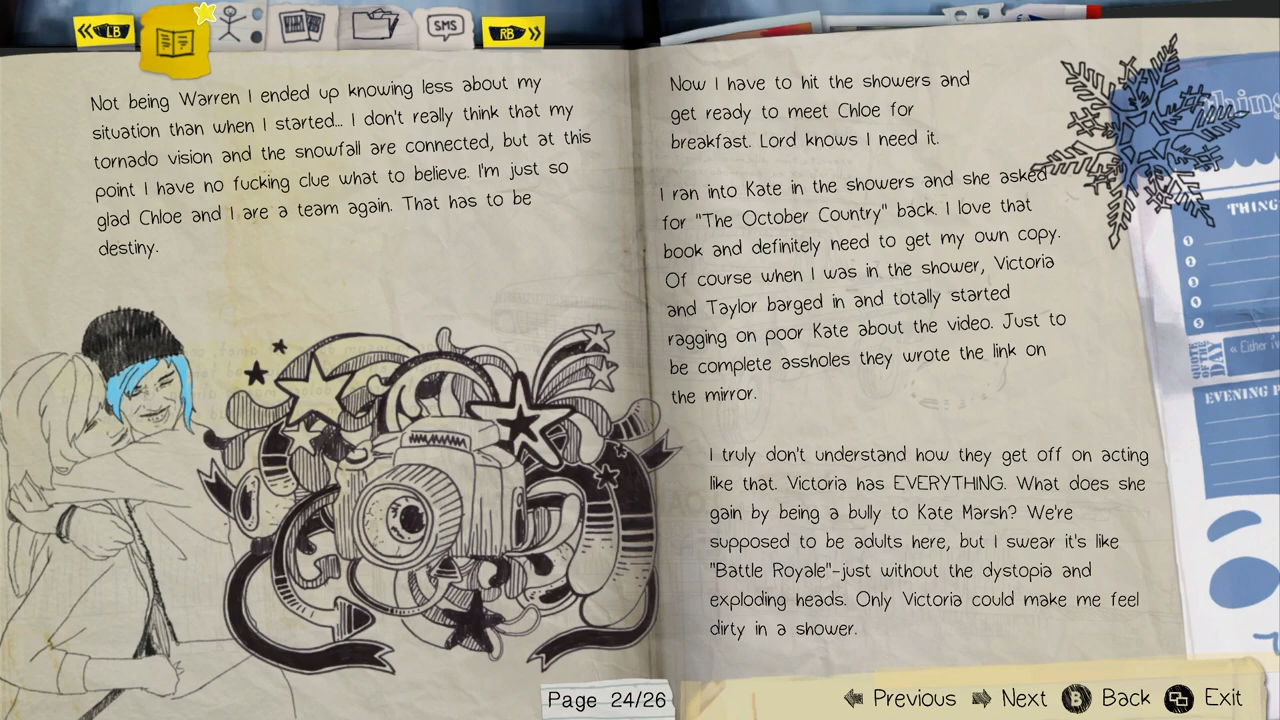 LB
SMS
RB
Not being Warren I ended up knowing less about my
situation than when I started... I don't really think that my
tornado vision and the snowfall are connected, but at this
point I have no fucking clue what to believe. I'm just so
glad Chloe and I are a team again. That has to be
destiny.
Now I have to hit the showers and
get ready to meet Chloe for
breakfast. Lord knows I need it.
I ran into Kate in the showers and she asked
for "The October Country" back. I love that
book and definitely need to get my own copy.
Of course when I was in the shower, Victoria
and Taylor barged in and totally started
ragging on poor Kate about the video. Just to
be complete assholes they wrote the link on
the mirror.
I truly don't understand how they get off on acting
like that. Victoria has EVERYTHING. What does she
gain by being a bully to Kate Marsh? We're
supposed to be adults here, but I swear it's like
"Battle Royale"-just without the dystopia and
exploding heads. Only Victoria could make me feel
dirty in a shower.
THING
1
2
3
4
5
QUOTE OF THE DAY
« Either
EVENING
Page 24/26
Previous
Next
B Back
Exit